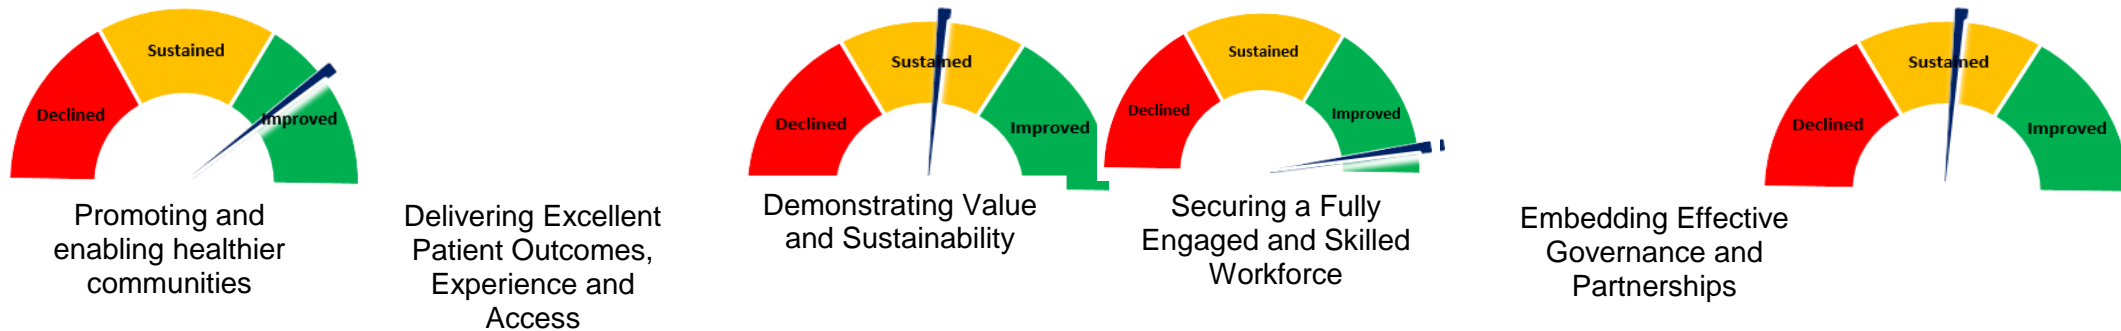 Sustained
Declined
Improved
Promoting and
enabling healthier
communities
Delivering Excellent
Patient Outcomes,
Experience and
Access
Sustained
Declined
Improved
Demonstrating Value
and Sustainability
Sustained
Declined
Improved
Securing a Fully
Engaged and Skilled
Workforce
Sustained
Declined
Improved
Embedding Effective
Governance and
Partnerships